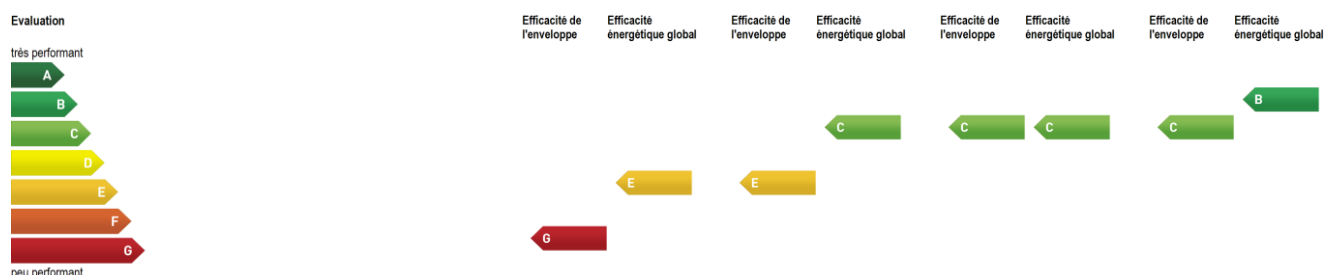 Evaluation
Efficacité de l'enveloppe
Efficacité énergétique global
Efficacité de l'enveloppe
Efficacité énergétique global
Efficacité de l'enveloppe
Efficacité énergétique global
Efficacité de l'enveloppe
Efficacité énergétique global
très performant
A
B
B
C
C
C
C
C
D
E
E
E
F
G
G
peu performant